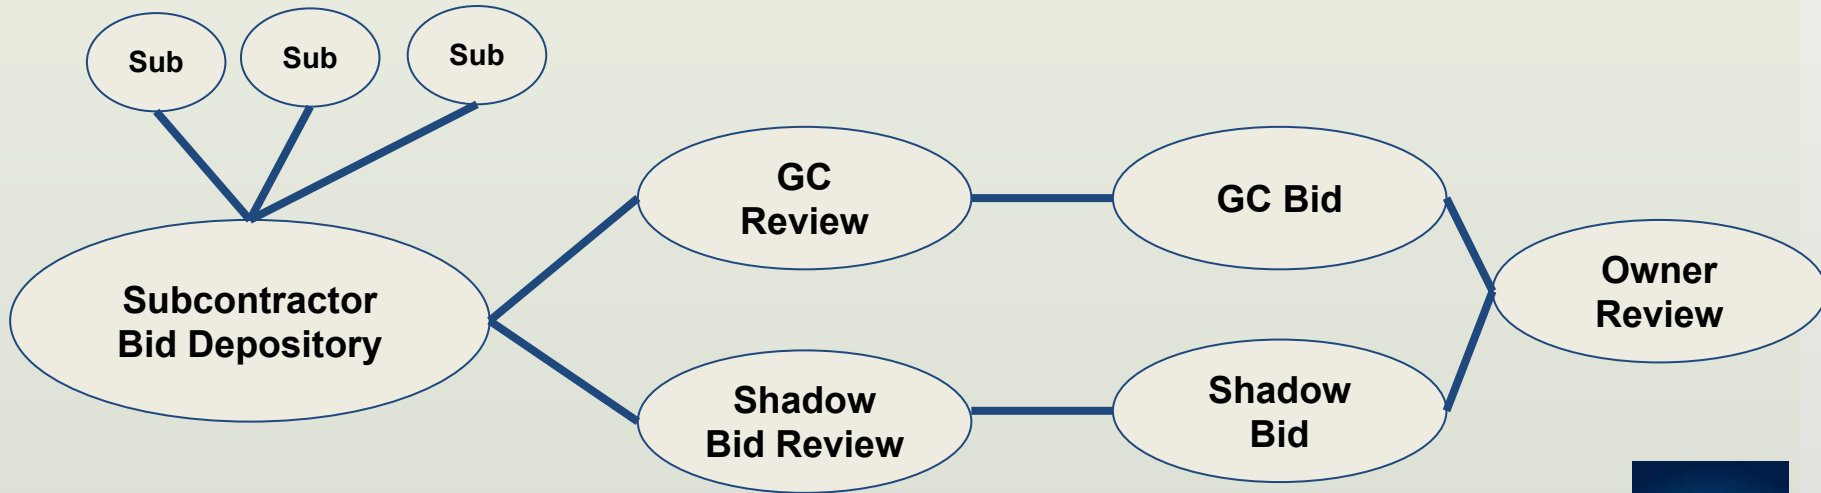 Sub
Sub
Sub
Subcontractor
Bid Depository
GC
Review
GC Bid
Shadow
Bid Review
Shadow
Bid
Owner
Review